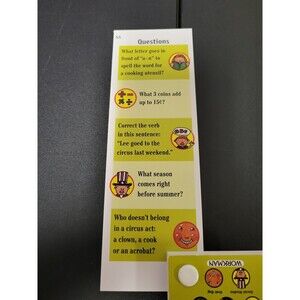 Questions
What letter goes in
front of "a-n" to
spell the word for
a cooking utensil?
What 3 coins add
up to 15¢?
Correct the verb
in this sentence:
"Lee goed to the
circus last weekend."
What season
comes right
before summer?
Who doesn't belong
in a circus act:
a clown, a cook
or an acrobat?
WORKMAN